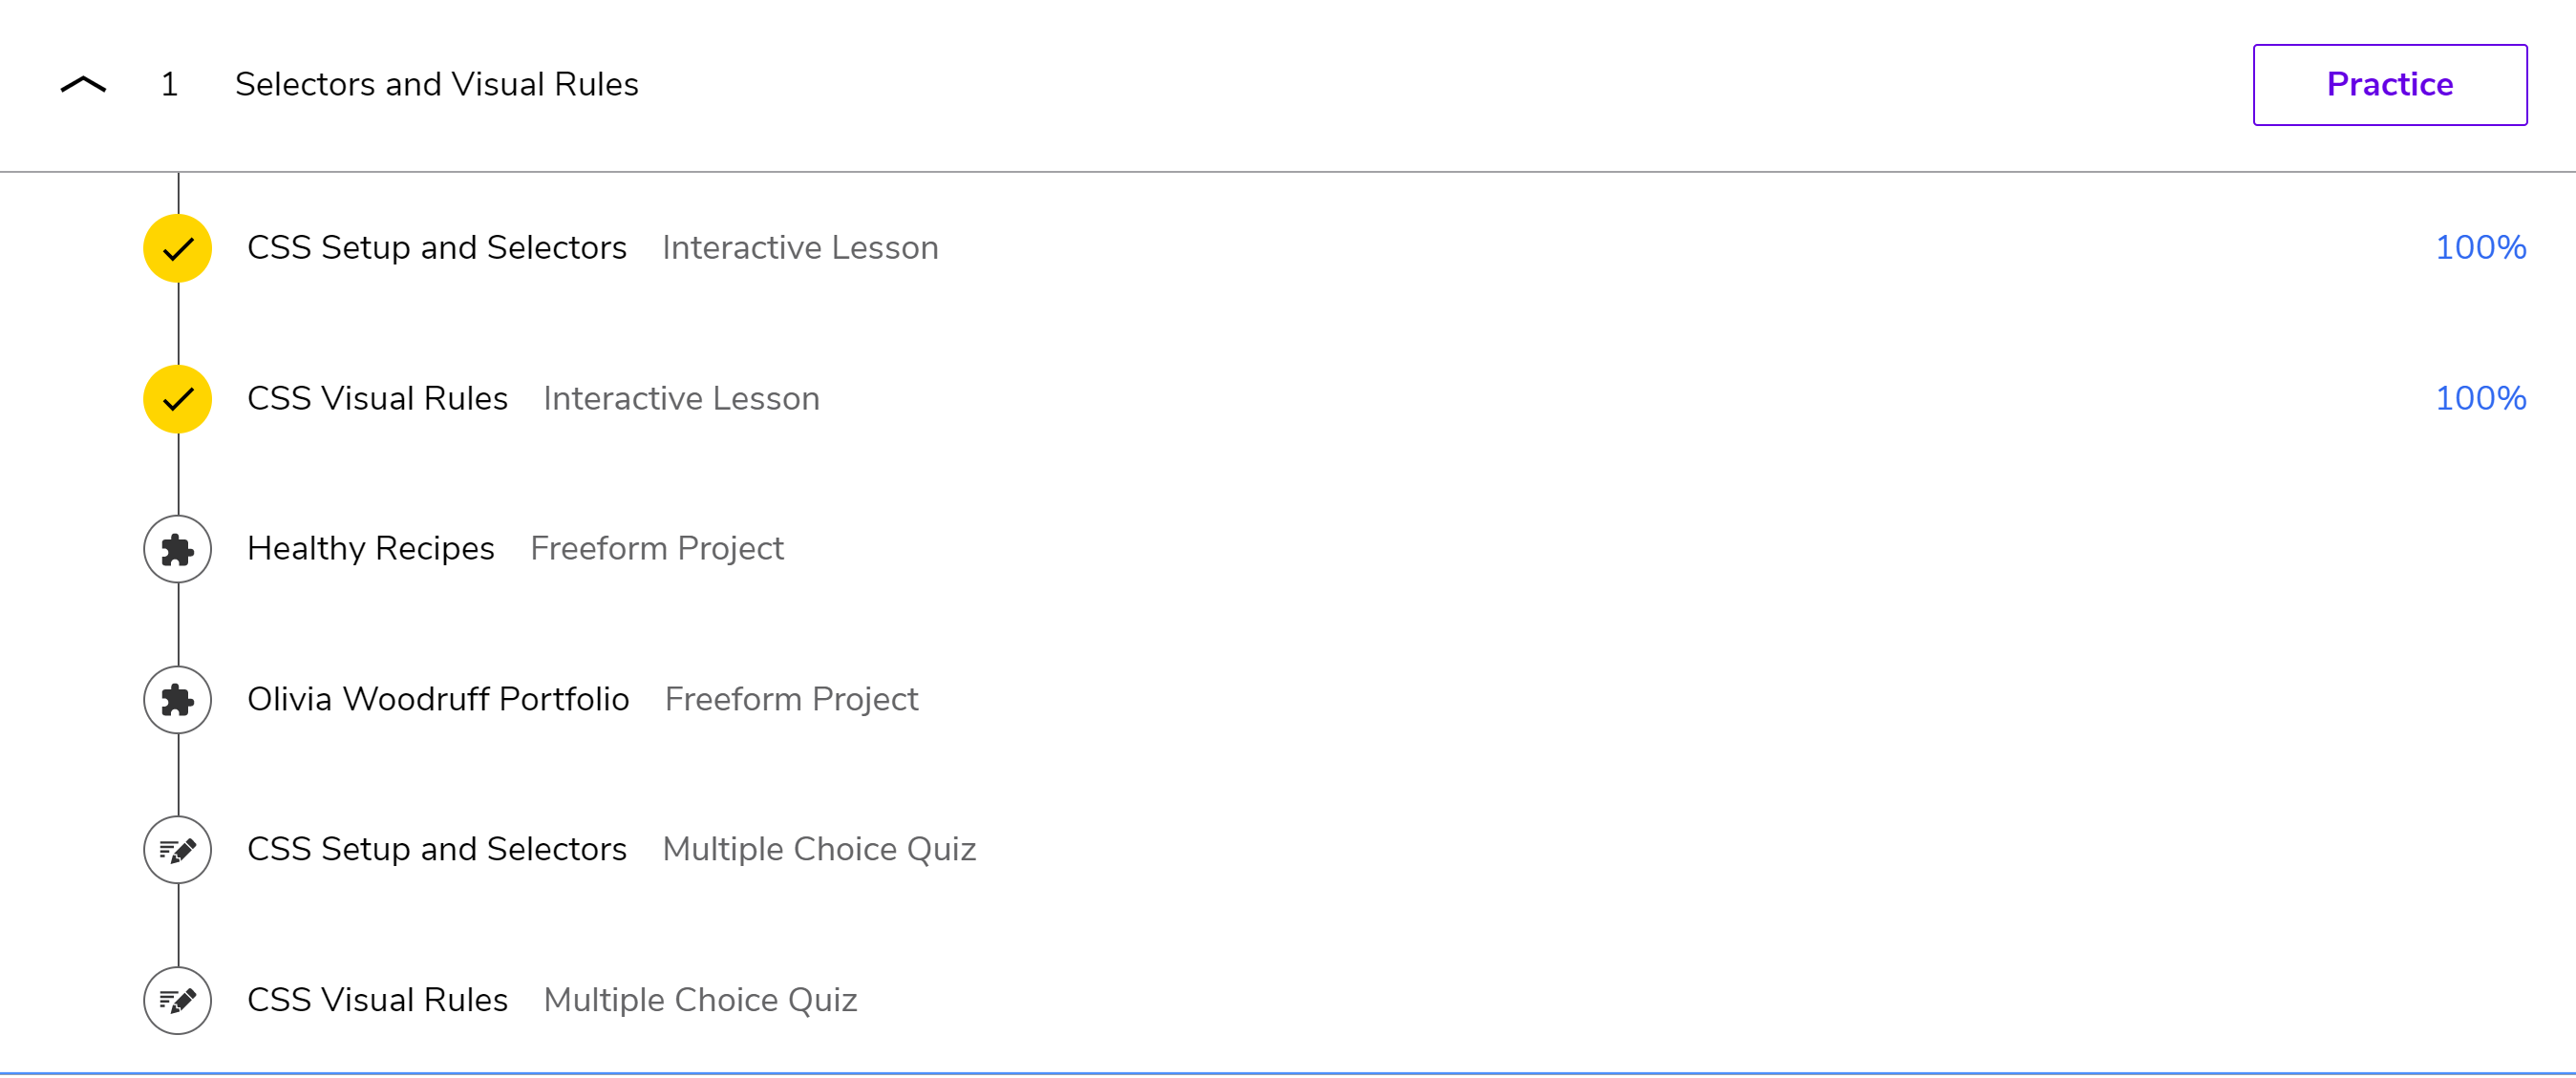 1 Selectors and Visual Rules Practice
CSS Setup and Selectors Interactive Lesson 100%
CSS Visual Rules Interactive Lesson 100%
Healthy Recipes Freeform Project
Olivia Woodruff Portfolio Freeform Project
CSS Setup and Selectors Multiple Choice Quiz
CSS Visual Rules Multiple Choice Quiz